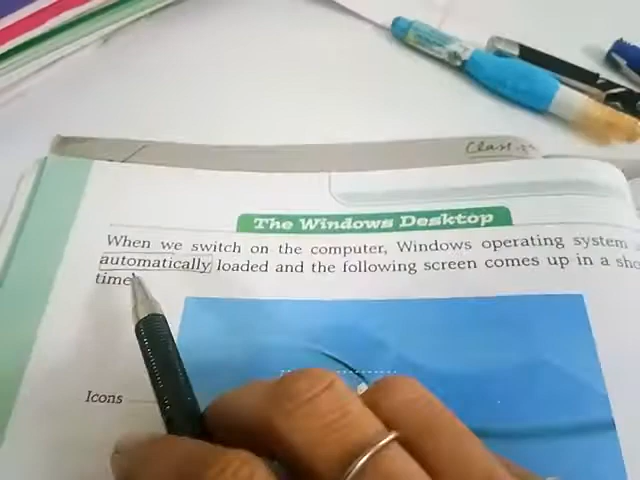 Class-
The Windows Desktop
When we switch on the computer, Windows operating system
automatically loaded and the following screen comes up in a
time
Icons